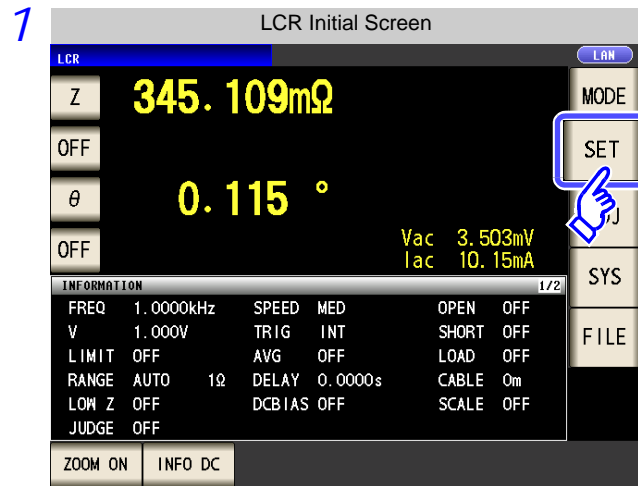 1
LCR Initial Screen
LCR
LAN
Z
345.109mΩ
MODE
OFF
SET
θ
0.115 °
OFF
Vac 3.503mV
Iac 10.15mA
SYS
INFORMATION 1/2
FREQ 1.0000kHz SPEED MED OPEN OFF
V 1.000V TRIG INT SHORT OFF
FILE
LIMIT OFF AVG OFF LOAD OFF
RANGE AUTO 1Ω DELAY 0.0000s CABLE 0m
LOW Z OFF DCBIAS OFF SCALE OFF
JUDGE OFF
ZOOM ON INFO DC